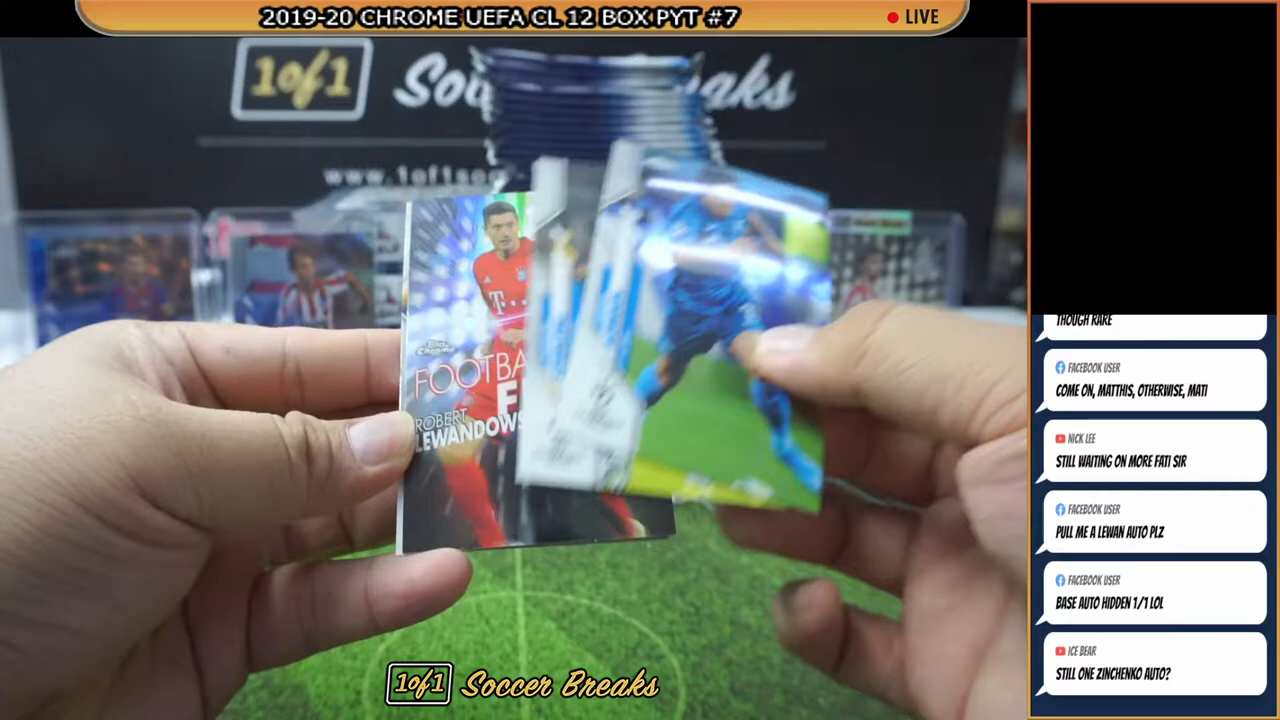 2019-20 CHROME UEFA CL 12 BOX PYT #7
LIVE
1of1
www.1of1
Topps Chrome
FOOTBA
ROBERT
LEWANDOWS
THOUGH RARE
FACEBOOK USER
COME ON, MATTHIS, OTHERWISE, MATI
NICK LEE
STILL WAITING ON MORE FATI SIR
FACEBOOK USER
PULL ME A LEWAN AUTO PLZ
FACEBOOK USER
BASE AUTO HIDDEN 1/1 LOL
ICE BEAR
STILL ONE ZINCHENKO AUTO?
1of1 Soccer Breaks